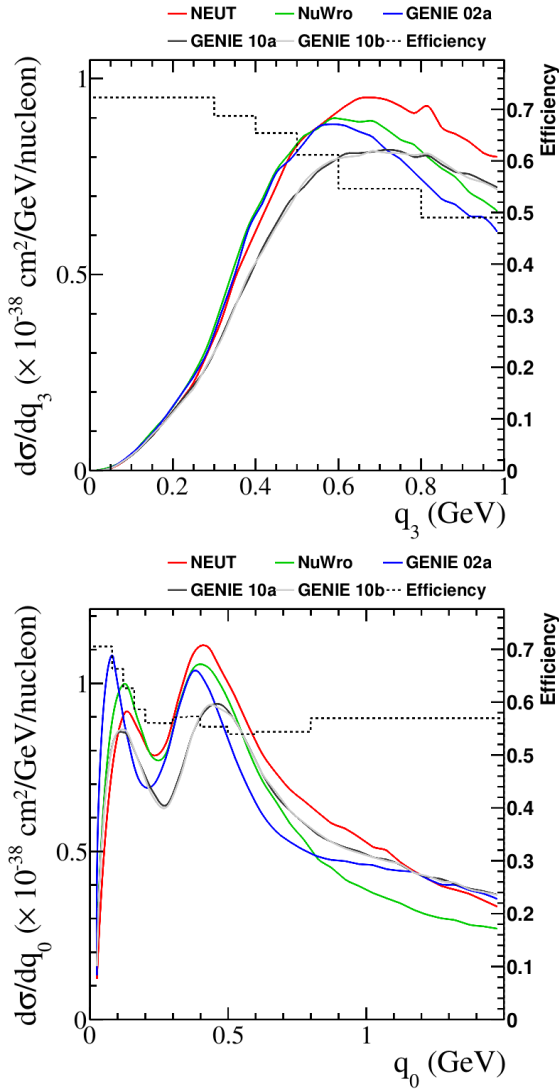 NEUT NuWro GENIE 02a
GENIE 10a GENIE 10b Efficiency
dσ/dq₃ (× 10⁻³⁸ cm²/GeV/nucleon)
1
0.5
0
Efficiency
0.7
0.6
0.5
0.4
0.3
0.2
0.1
0
0 0.2 0.4 0.6 0.8 1
q₃ (GeV)
NEUT NuWro GENIE 02a
GENIE 10a GENIE 10b Efficiency
dσ/dq₀ (× 10⁻³⁸ cm²/GeV/nucleon)
1
0.5
0
Efficiency
0.7
0.6
0.5
0.4
0.3
0.2
0.1
0
0 0.5 1
q₀ (GeV)